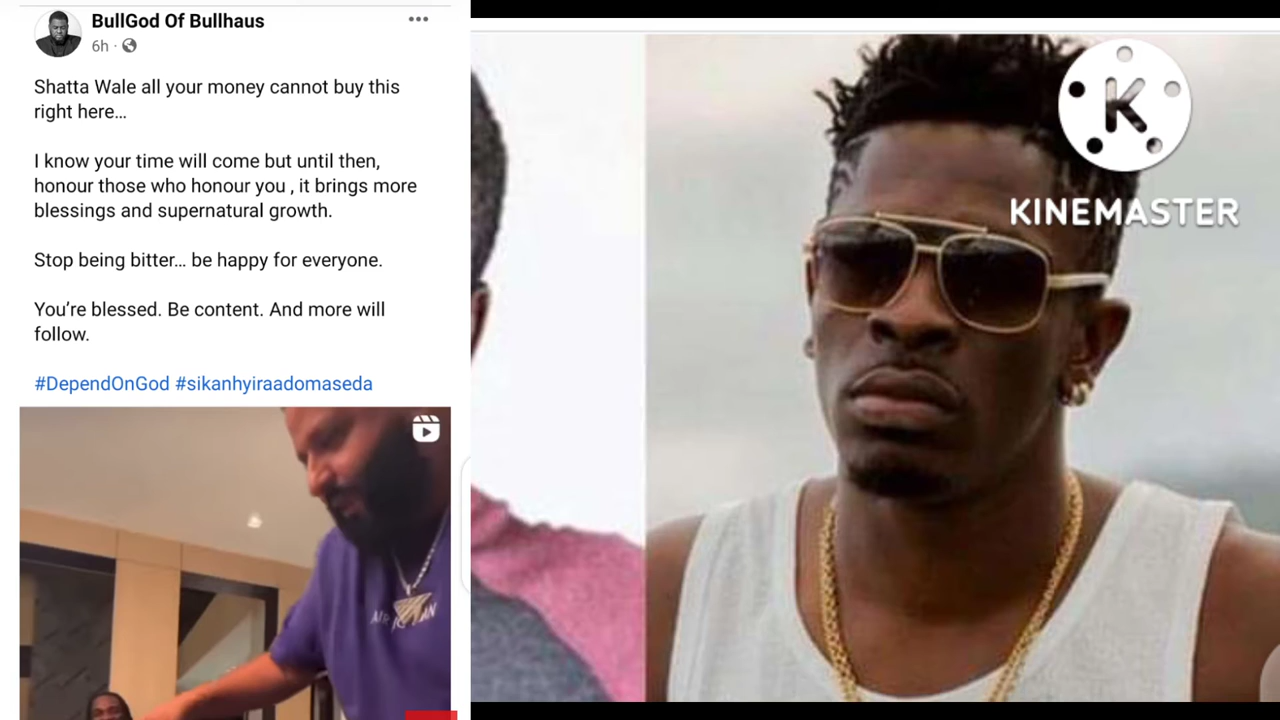 BullGod Of Bullhaus
6h
Shatta Wale all your money cannot buy this
right here...
I know your time will come but until then,
honour those who honour you , it brings more
blessings and supernatural growth.
Stop being bitter... be happy for everyone.
You're blessed. Be content. And more will
follow.
#DependOnGod #sikanhyiraadomaseda
K
KINEMASTER